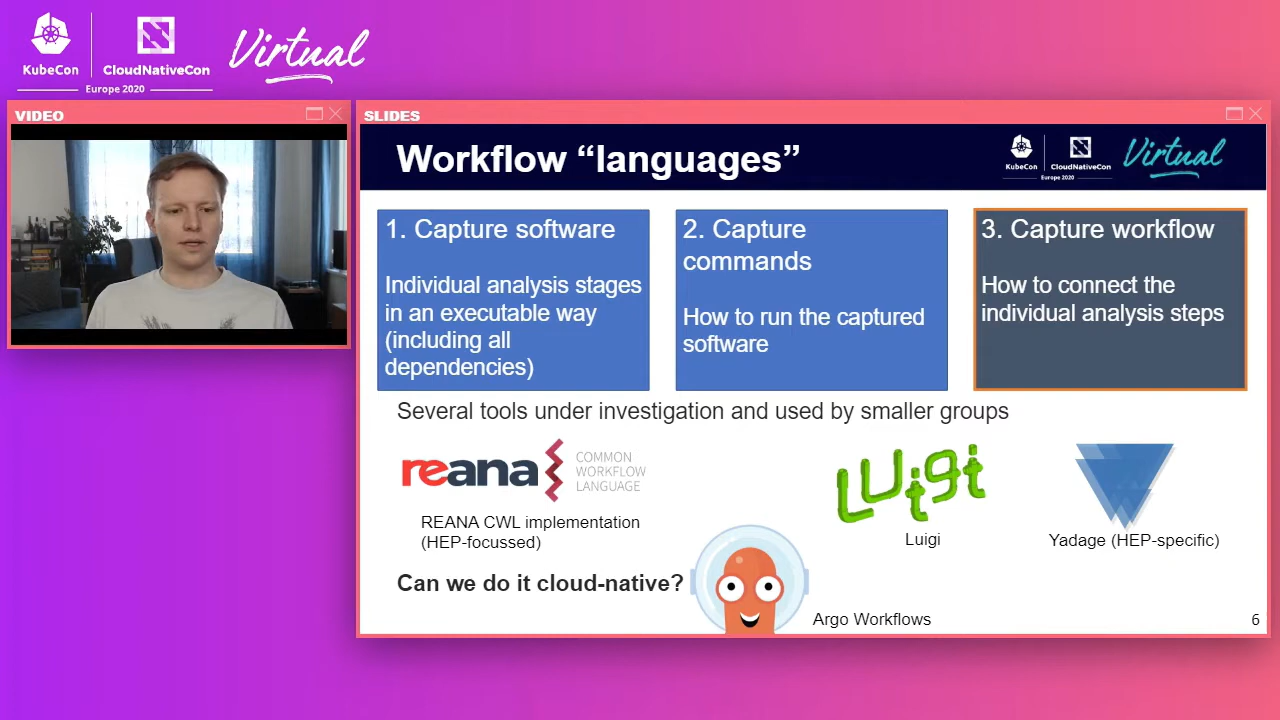 KubeCon
CloudNativeCon
Europe 2020
Virtual
VIDEO
SLIDES
Workflow “languages”
KubeCon
CloudNativeCon
Europe 2020
Virtual
1. Capture software
Individual analysis stages
in an executable way
(including all
dependencies)
2. Capture
commands
How to run the captured
software
3. Capture workflow
How to connect the
individual analysis steps
Several tools under investigation and used by smaller groups
reana
COMMON
WORKFLOW
LANGUAGE
REANA CWL implementation
(HEP-focussed)
Luigi
Luigi
Yadage (HEP-specific)
Can we do it cloud-native?
Argo Workflows
6